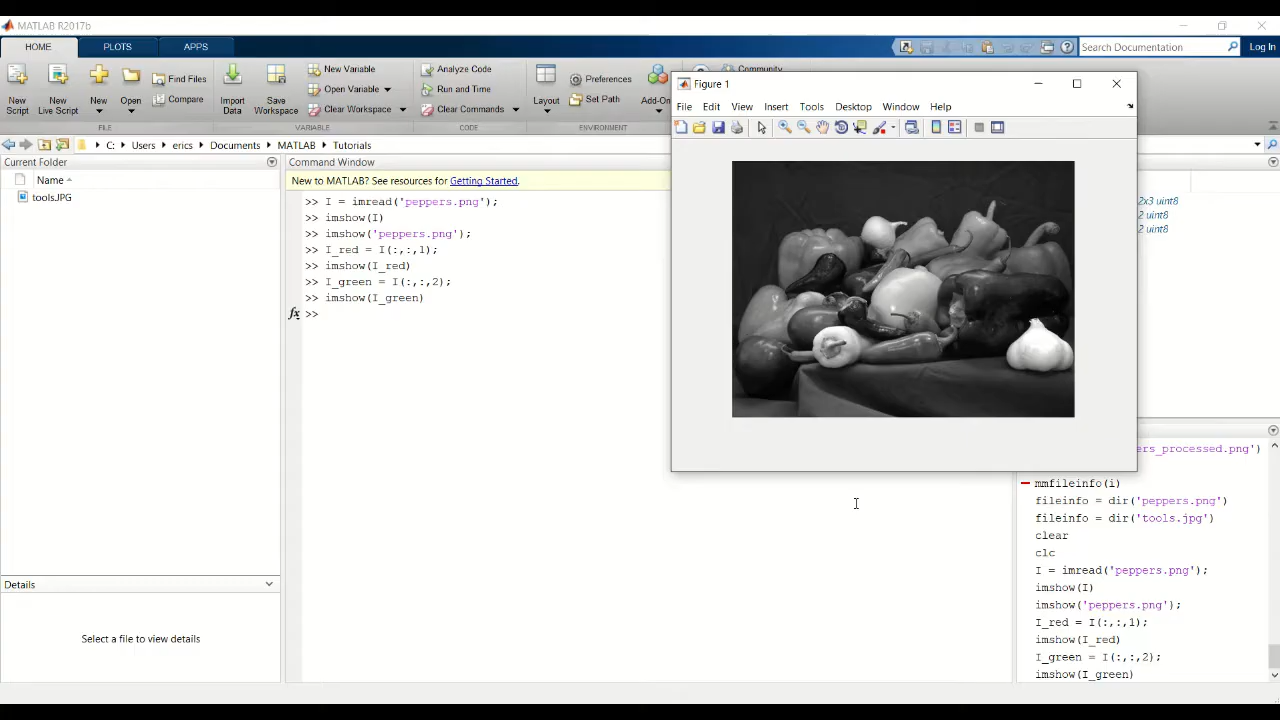 MATLAB R2017b
HOME PLOTS APPS
Search Documentation
Log In
New Script
New Live Script
New
Open
Find Files
Compare
FILE
Import Data
Save Workspace
New Variable
Open Variable
Clear Workspace
VARIABLE
Analyze Code
Run and Time
Clear Commands
CODE
Layout
Preferences
Set Path
ENVIRONMENT
Add-On
Community
C: Users erics Documents MATLAB Tutorials
Current Folder
Name
tools.JPG
Details
Select a file to view details
Command Window
New to MATLAB? See resources for Getting Started.
>> I = imread('peppers.png');
>> imshow(I)
>> imshow('peppers.png');
>> I_red = I(:,:,1);
>> imshow(I_red)
>> I_green = I(:,:,2);
>> imshow(I_green)
fx >>
Figure 1
File Edit View Insert Tools Desktop Window Help
2x3 uint8
2 uint8
2 uint8
ers_processed.png')
mmfileinfo(i)
fileinfo = dir('peppers.png')
fileinfo = dir('tools.jpg')
clear
clc
I = imread('peppers.png');
imshow(I)
imshow('peppers.png');
I_red = I(:,:,1);
imshow(I_red)
I_green = I(:,:,2);
imshow(I_green)